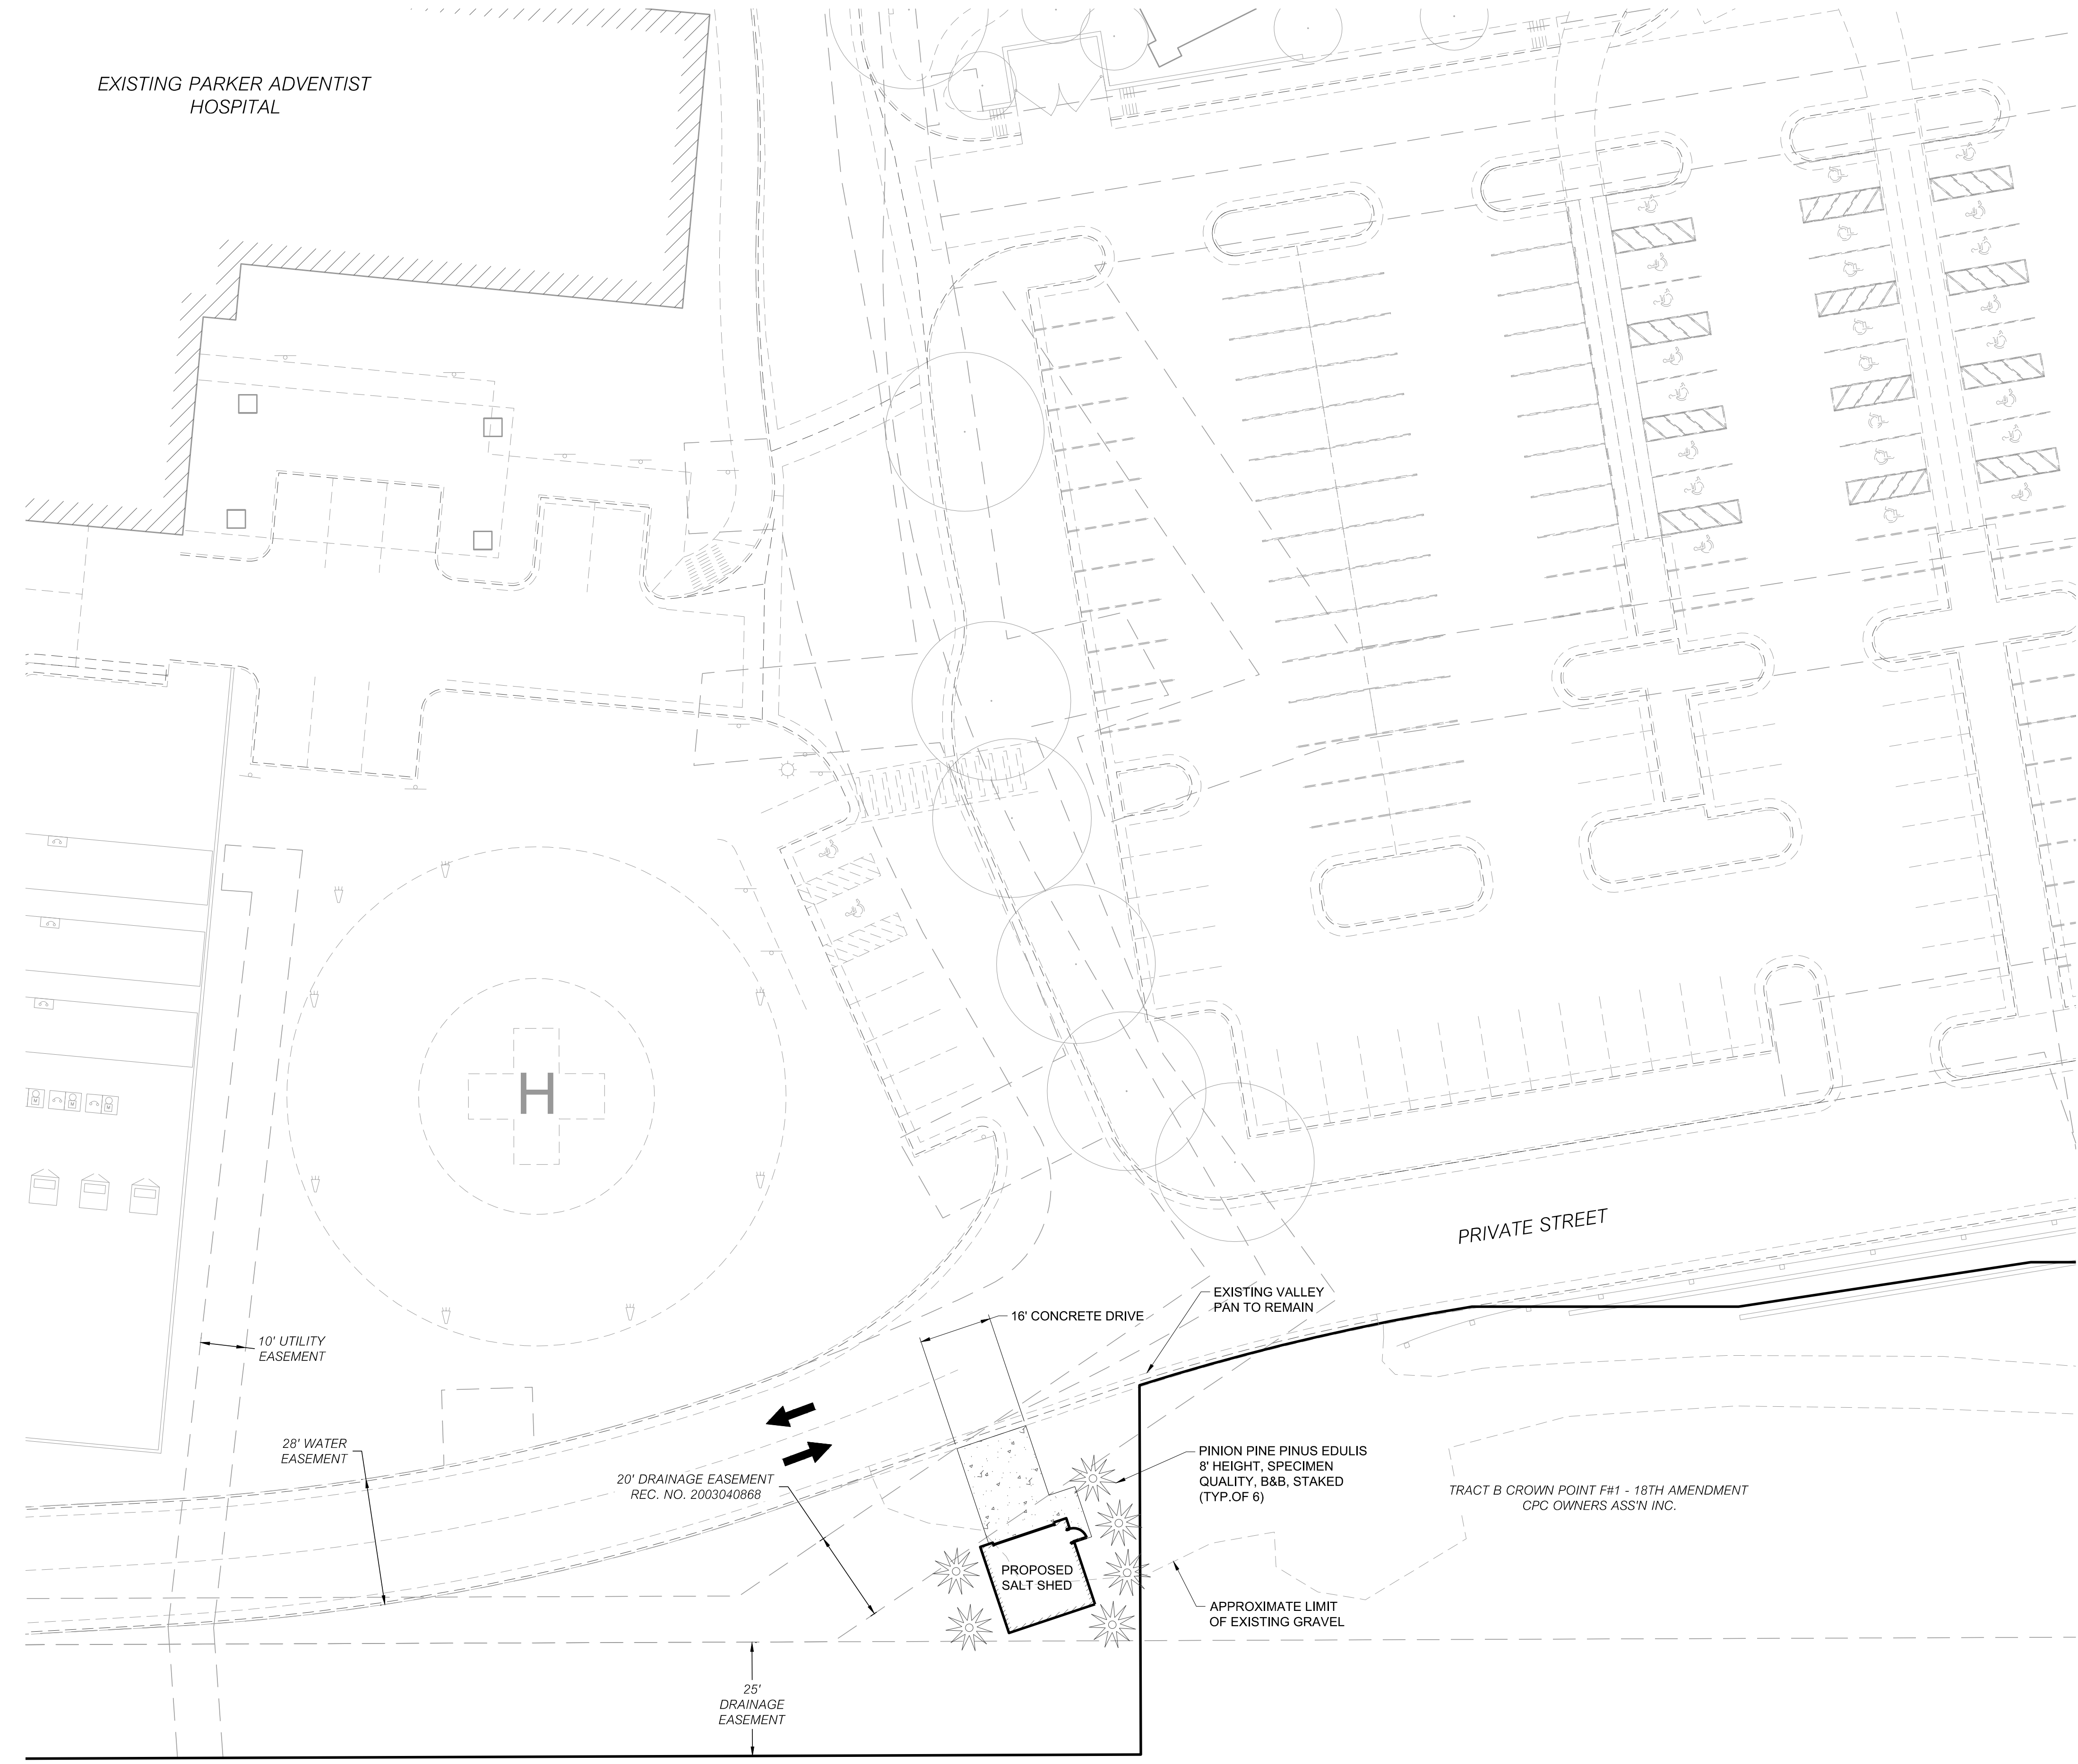 EXISTING PARKER ADVENTIST
HOSPITAL
H
M
M
M
PRIVATE STREET
EXISTING VALLEY
PAN TO REMAIN
16' CONCRETE DRIVE
10' UTILITY
EASEMENT
28' WATER
EASEMENT
20' DRAINAGE EASEMENT
REC. NO. 2003040868
PINION PINE PINUS EDULIS
8' HEIGHT, SPECIMEN
QUALITY, B&B, STAKED
(TYP.OF 6)
TRACT B CROWN POINT F#1 - 18TH AMENDMENT
CPC OWNERS ASS'N INC.
PROPOSED
SALT SHED
APPROXIMATE LIMIT
OF EXISTING GRAVEL
25'
DRAINAGE
EASEMENT